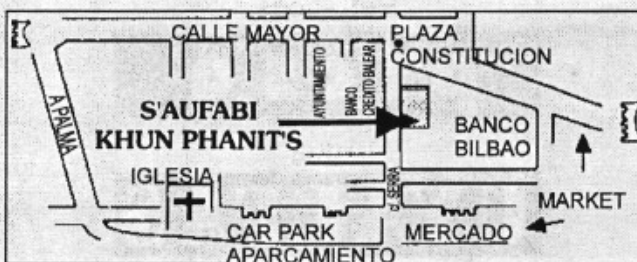 CALLE MAYOR
PLAZA
CONSTITUCION
A PALMA
AYUNTAMIENTO
BANCO
CREDITO BALEAR
S'AUFABI
KHUN PHANIT'S
BANCO
BILBAO
IGLESIA
C/. SERRA
MARKET
CAR PARK
APARCAMIENTO
MERCADO